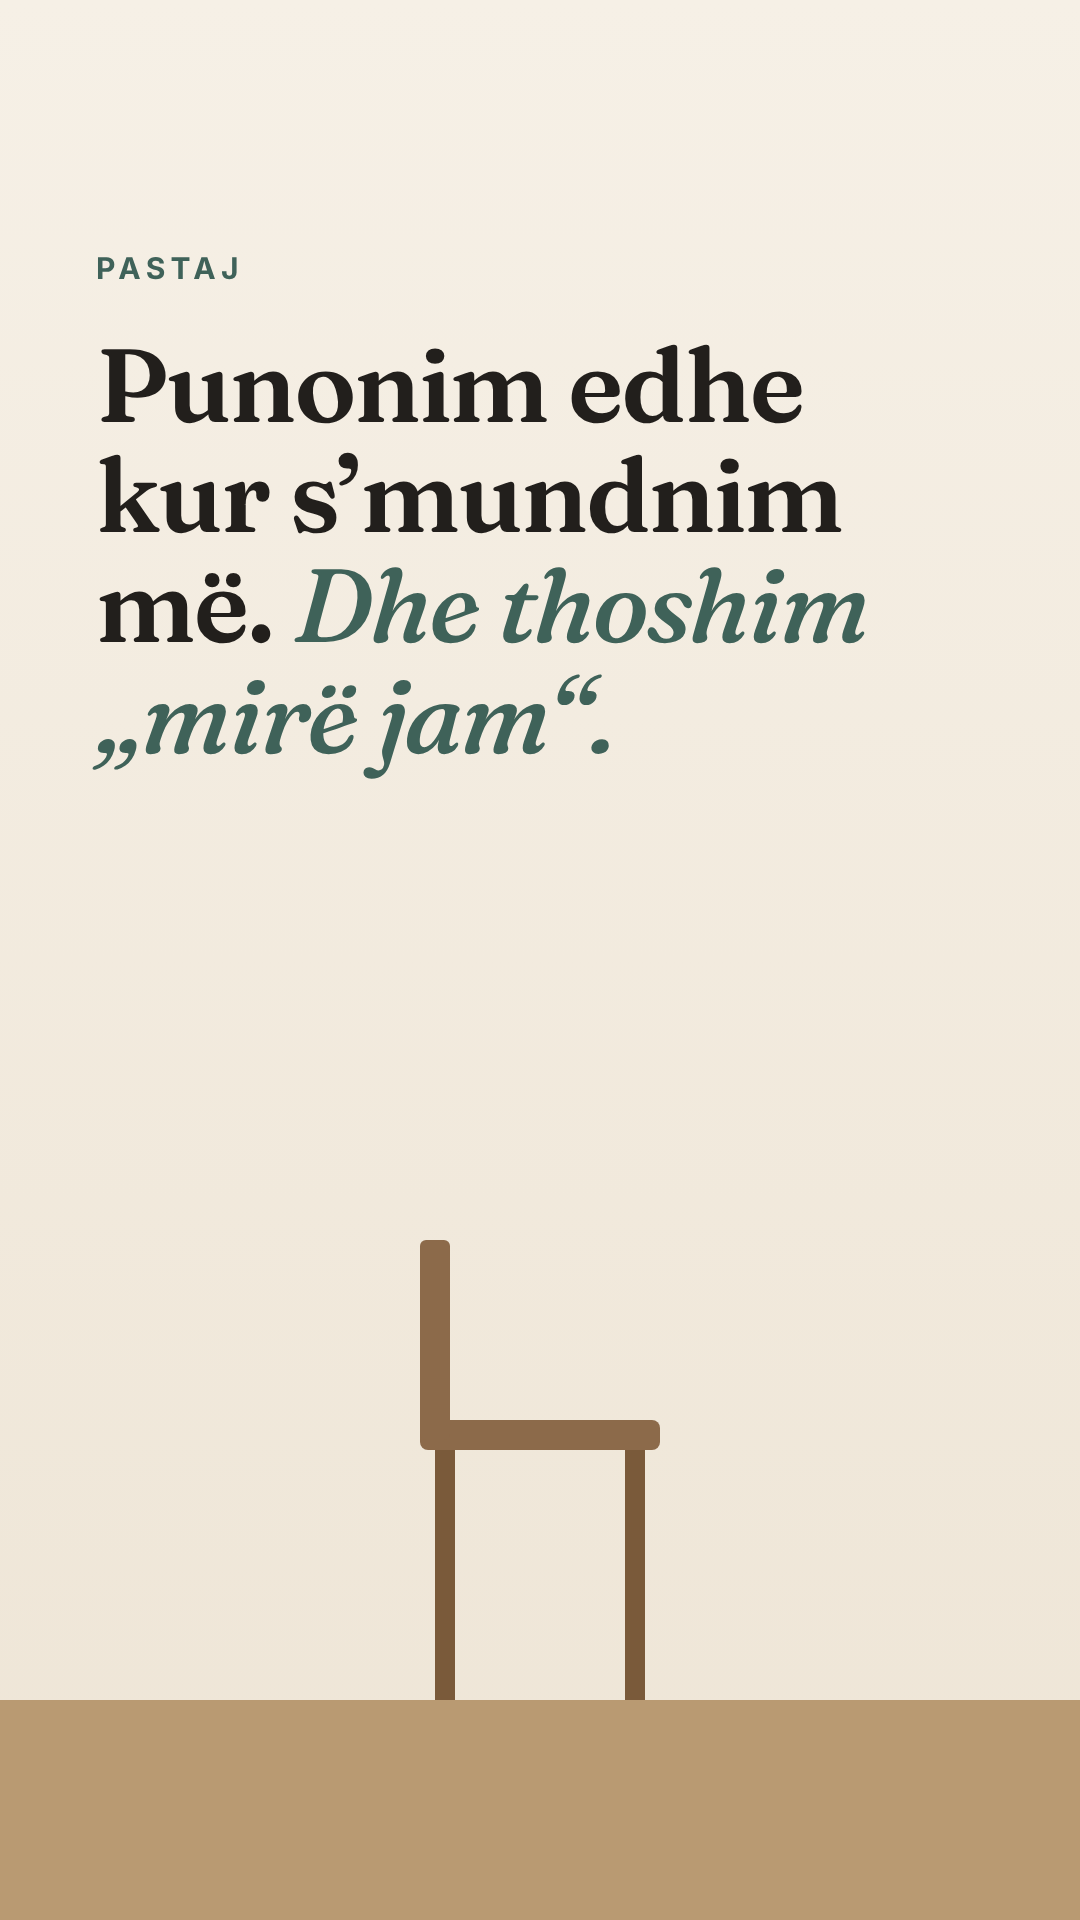 PASTAJ
Punonim edhe
kur s’mundnim
më. Dhe thoshim
„mirë jam“.